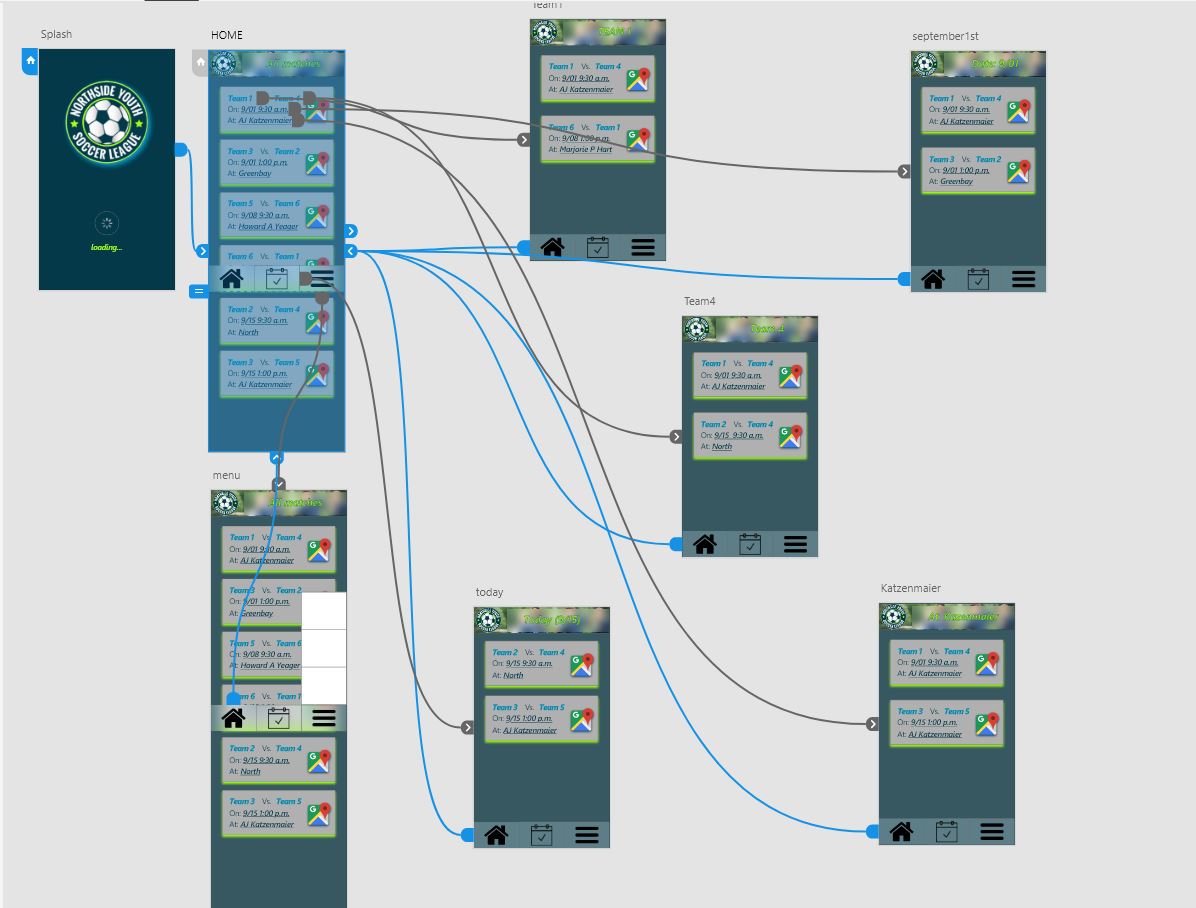 Splash
NORTHSIDE YOUTH
SOCCER LEAGUE
loading...
HOME
All matches
Team 1 Vs. Team 4
On: 9/01 9:30 a.m.
At: AJ Katzenmaier
Team 3 Vs. Team 2
On: 9/01 1:00 p.m.
At: Greenbay
Team 5 Vs. Team 6
On: 9/08 9:30 a.m.
At: Howard A Yeager
Team 6 Vs. Team 1
Team 2 Vs. Team 4
On: 9/15 9:30 a.m.
At: North
Team 3 Vs. Team 5
On: 9/15 1:00 p.m.
At: AJ Katzenmaier
Team1
TEAM 1
Team 1 Vs. Team 4
On: 9/01 9:30 a.m.
At: AJ Katzenmaier
Team 6 Vs. Team 1
On: 9/08 1:00 p.m.
At: Marjorie P Hart
september1st
Date: 9/01
Team 1 Vs. Team 4
On: 9/01 9:30 a.m.
At: AJ Katzenmaier
Team 3 Vs. Team 2
On: 9/01 1:00 p.m.
At: Greenbay
Team4
Team 4
Team 1 Vs. Team 4
On: 9/01 9:30 a.m.
At: AJ Katzenmaier
Team 2 Vs. Team 4
On: 9/15 9:30 a.m.
At: North
menu
All matches
Team 1 Vs. Team 4
On: 9/01 9:30 a.m.
At: AJ Katzenmaier
Team 3 Vs. Team 2
On: 9/01 1:00 p.m.
At: Greenbay
Team 5 Vs. Team 6
On: 9/08 9:30 a.m.
At: Howard A Yeager
Team 6 Vs. Team 1
Team 2 Vs. Team 4
On: 9/15 9:30 a.m.
At: North
Team 3 Vs. Team 5
On: 9/15 1:00 p.m.
At: AJ Katzenmaier
today
Today (9/15)
Team 2 Vs. Team 4
On: 9/15 9:30 a.m.
At: North
Team 3 Vs. Team 5
On: 9/15 1:00 p.m.
At: AJ Katzenmaier
Katzenmaier
At: Katzenmaier
Team 1 Vs. Team 4
On: 9/01 9:30 a.m.
At: AJ Katzenmaier
Team 3 Vs. Team 5
On: 9/15 1:00 p.m.
At: AJ Katzenmaier